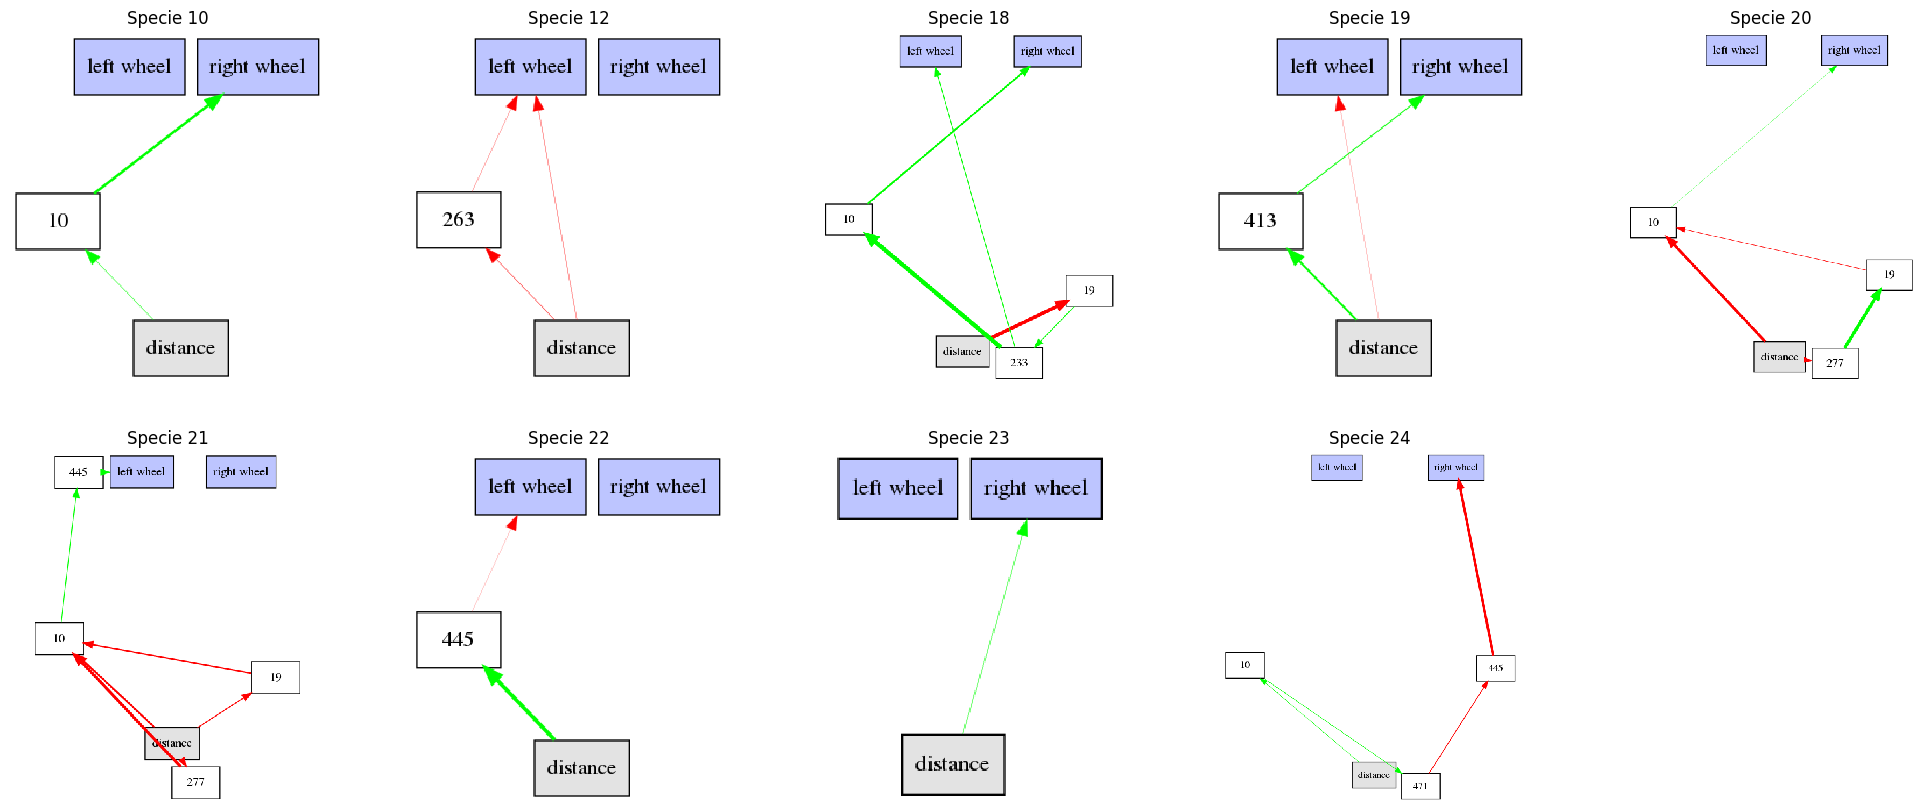 Specie 10
left wheel right wheel
10
distance
Specie 12
left wheel right wheel
263
distance
Specie 18
left wheel right wheel
10
19
distance
233
Specie 19
left wheel right wheel
413
distance
Specie 20
left wheel right wheel
10
19
distance
277
Specie 21
445 left wheel right wheel
10
19
distance
277
Specie 22
left wheel right wheel
445
distance
Specie 23
left wheel right wheel
distance
Specie 24
left wheel right wheel
10
445
distance
471